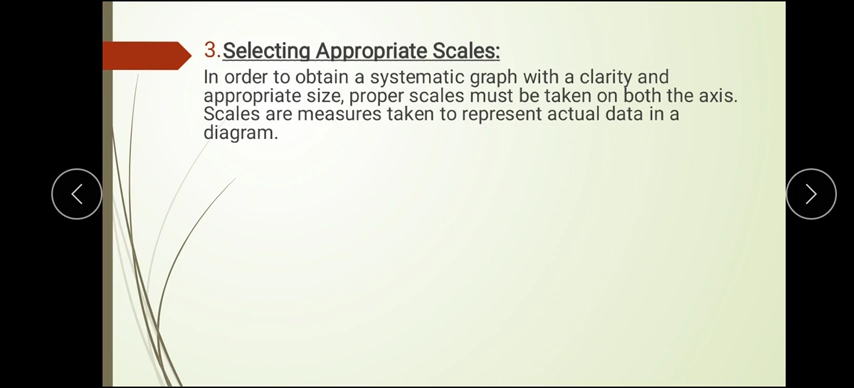 3.Selecting Appropriate Scales:
In order to obtain a systematic graph with a clarity and
appropriate size, proper scales must be taken on both the axis.
Scales are measures taken to represent actual data in a
diagram.